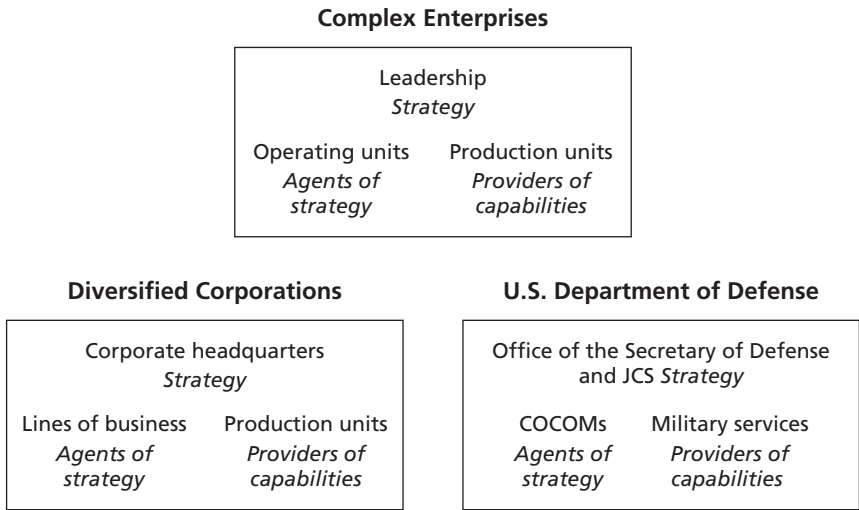 Complex Enterprises
Leadership
Strategy
Operating units
Agents of
strategy
Production units
Providers of
capabilities
Diversified Corporations
Corporate headquarters
Strategy
Lines of business
Agents of
strategy
Production units
Providers of
capabilities
U.S. Department of Defense
Office of the Secretary of Defense
and JCS Strategy
COCOMs
Agents of
strategy
Military services
Providers of
capabilities